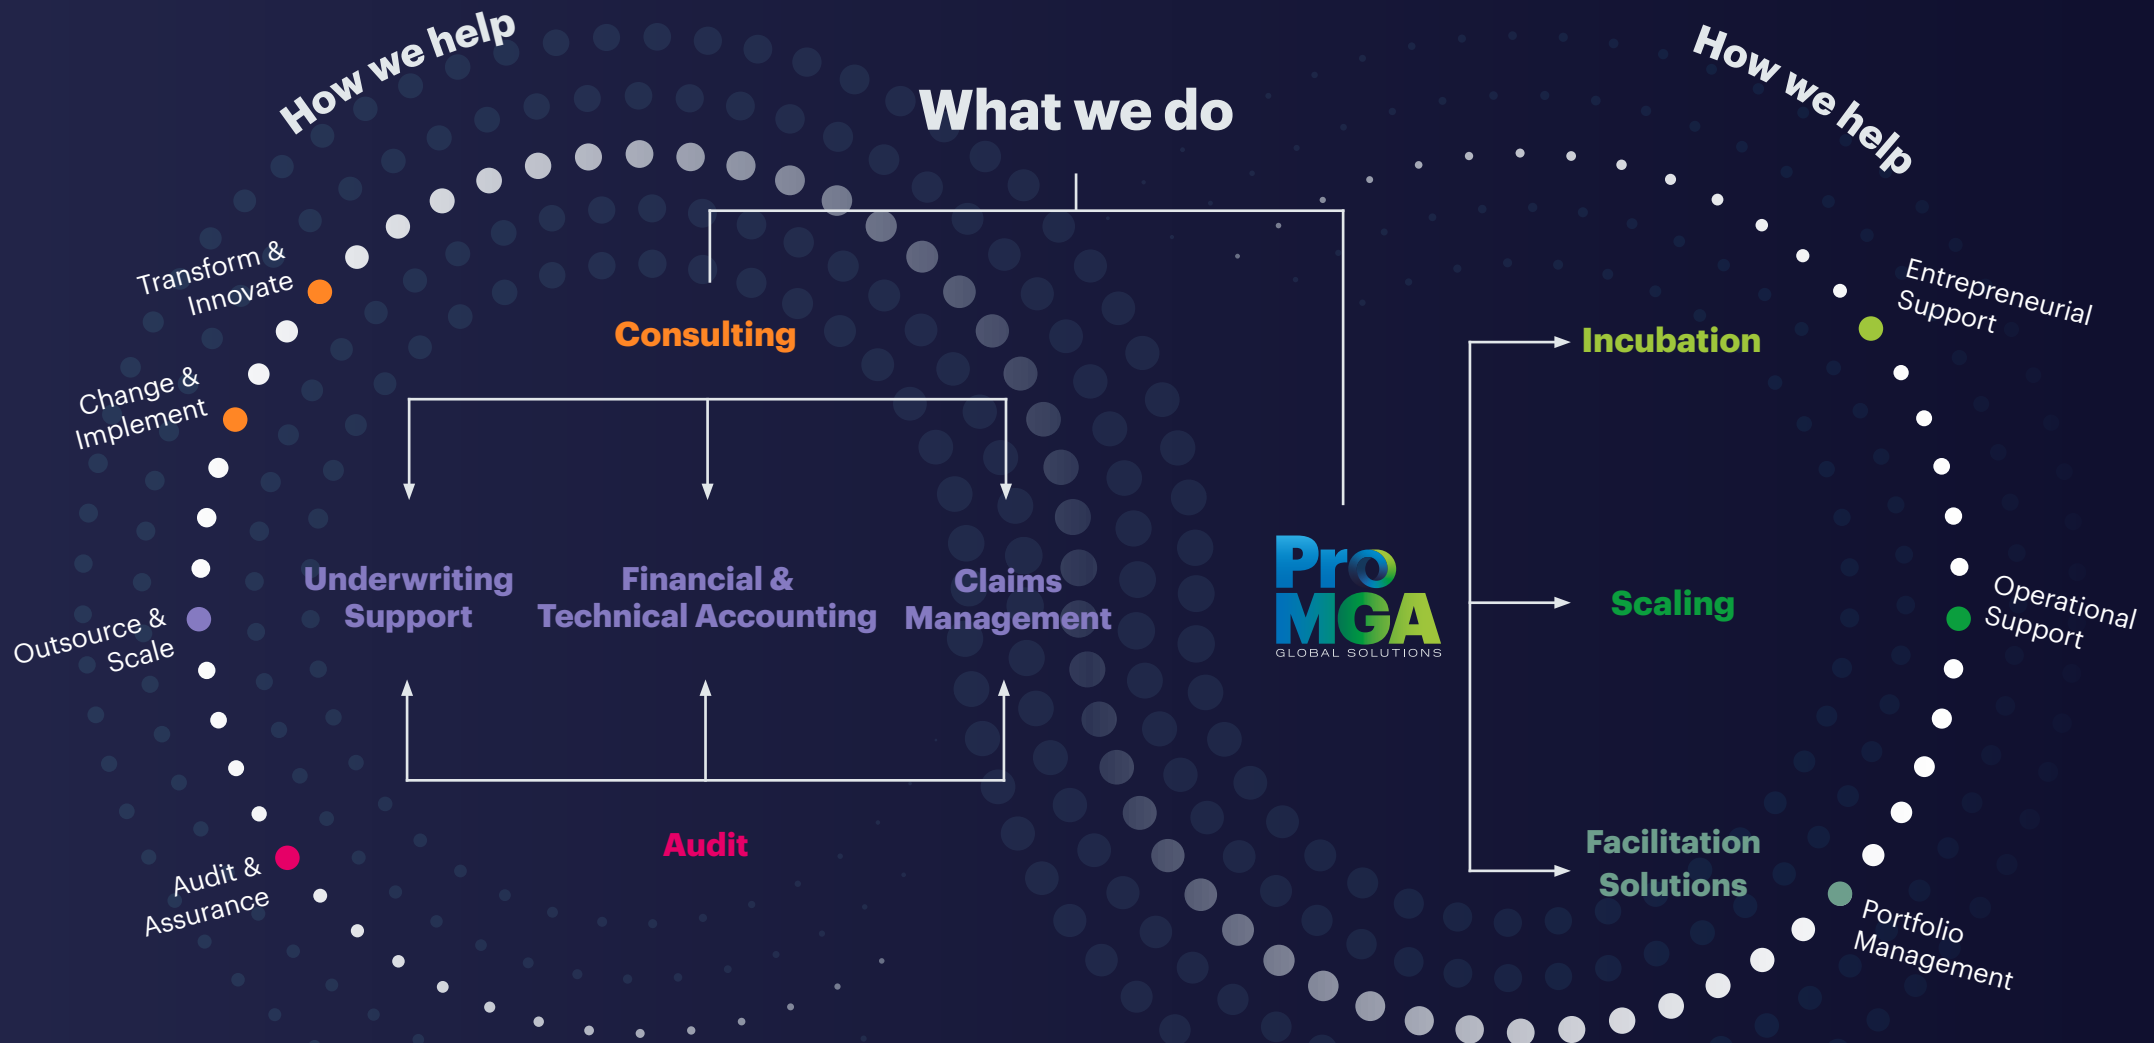 How we help
What we do
How we help
Transform &
Innovate
Change &
Implement
Outsource &
Scale
Audit &
Assurance
Consulting
Underwriting
Support
Financial &
Technical Accounting
Claims
Management
Audit
Pro
MGA
GLOBAL SOLUTIONS
Incubation
Scaling
Facilitation
Solutions
Entrepreneurial
Support
Operational
Support
Portfolio
Management